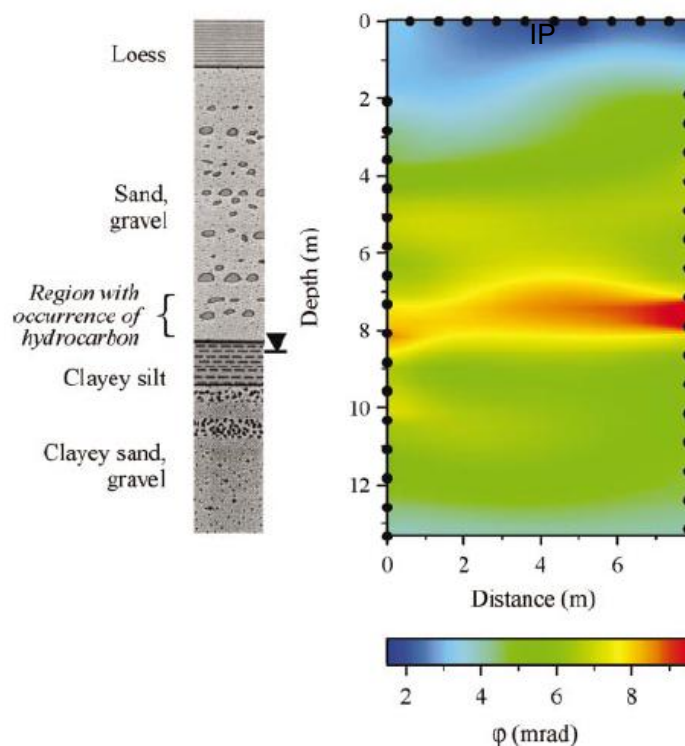 Loess
Sand,
gravel
Region with
occurrence of
hydrocarbon
Clayey silt
Clayey sand,
gravel
IP
Depth (m)
0
2
4
6
8
10
12
0
2
4
6
Distance (m)
2
4
6
8
φ (mrad)